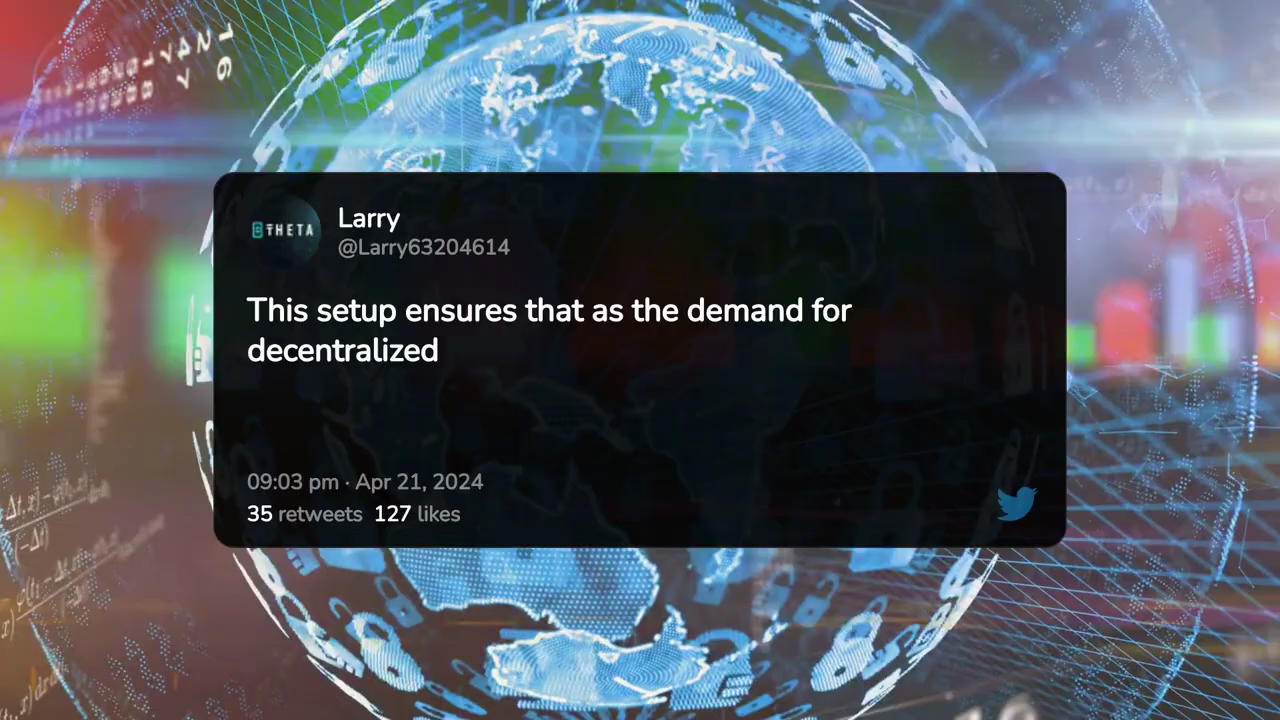 THETA
Larry
@Larry63204614
This setup ensures that as the demand for
decentralized
09:03 pm · Apr 21, 2024
35 retweets 127 likes